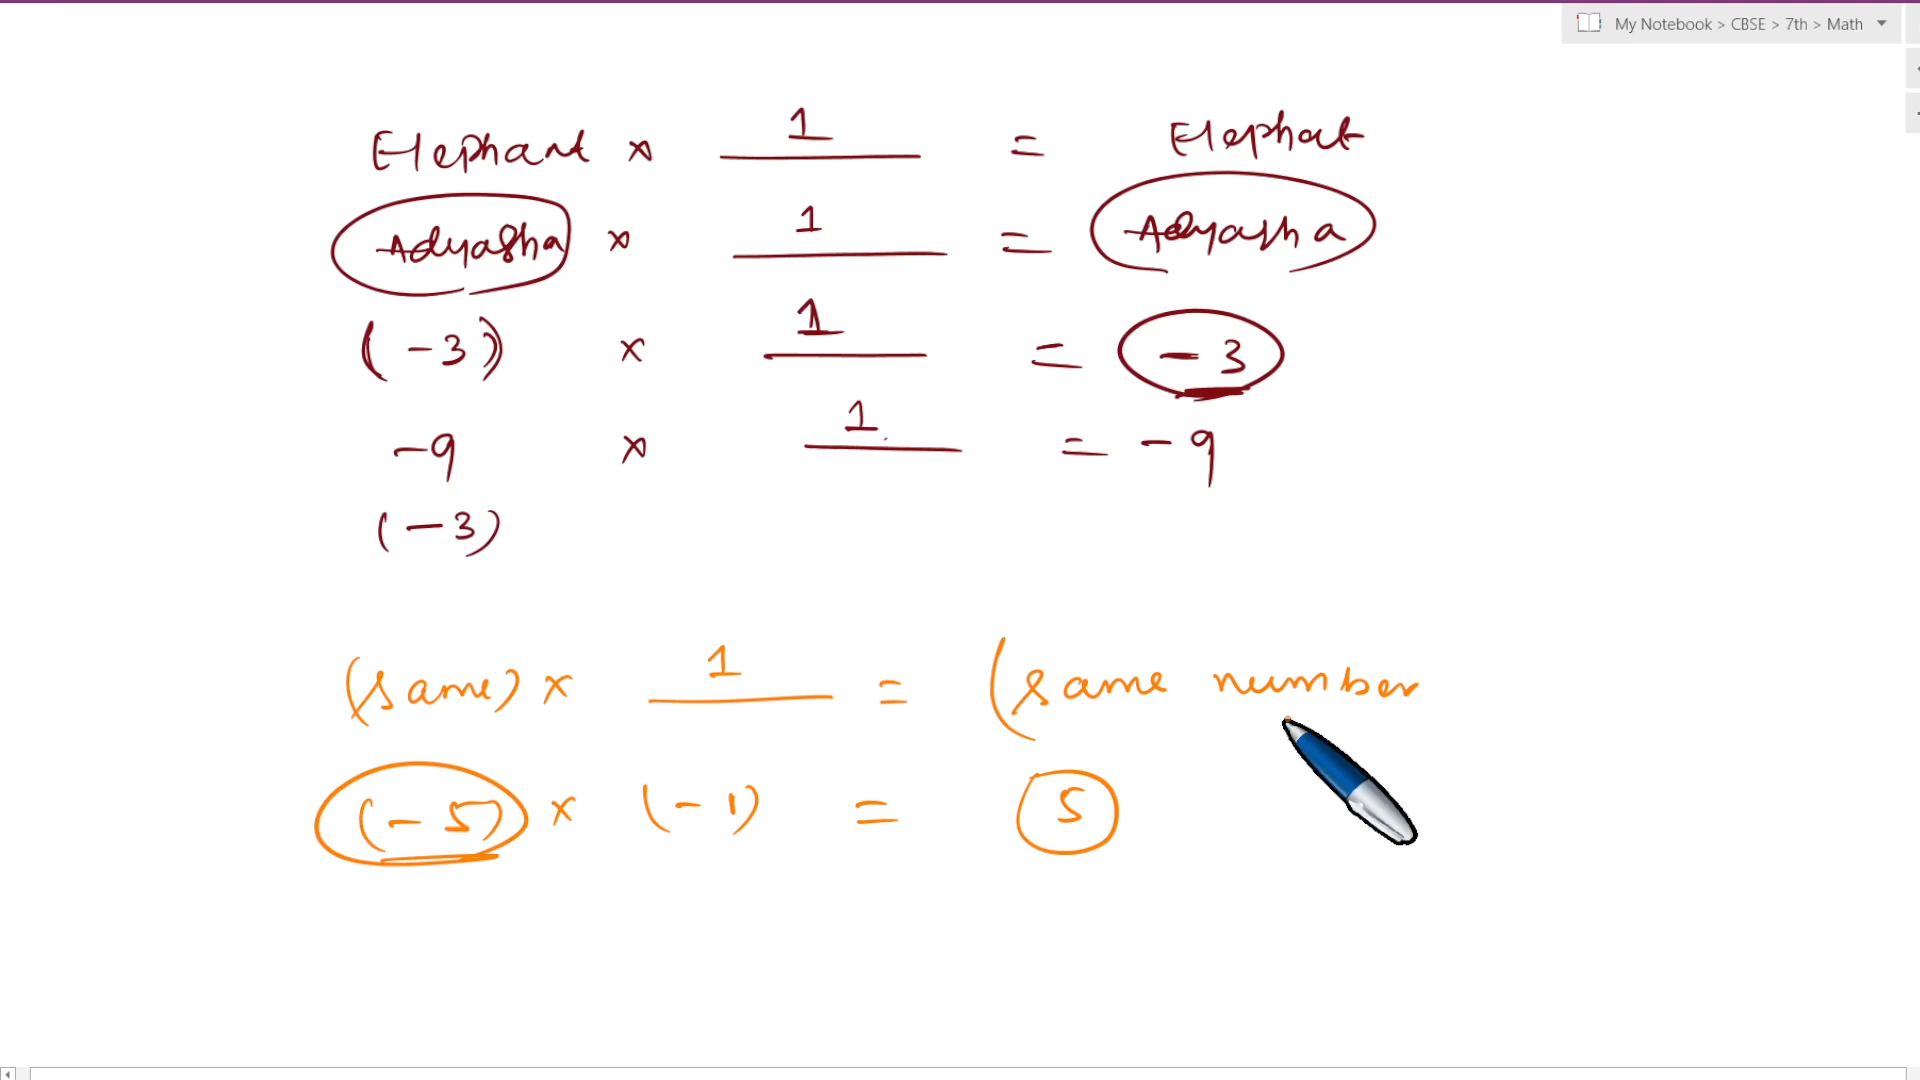 My Notebook > CBSE > 7th > Math
Elephant × 1 = Elephat
Adyasha × 1 = Adyasha
(-3) × 1 = -3
-9 × 1 = -9
(-3)
(same) × 1 = (same number
(-5) × (-1) = 5